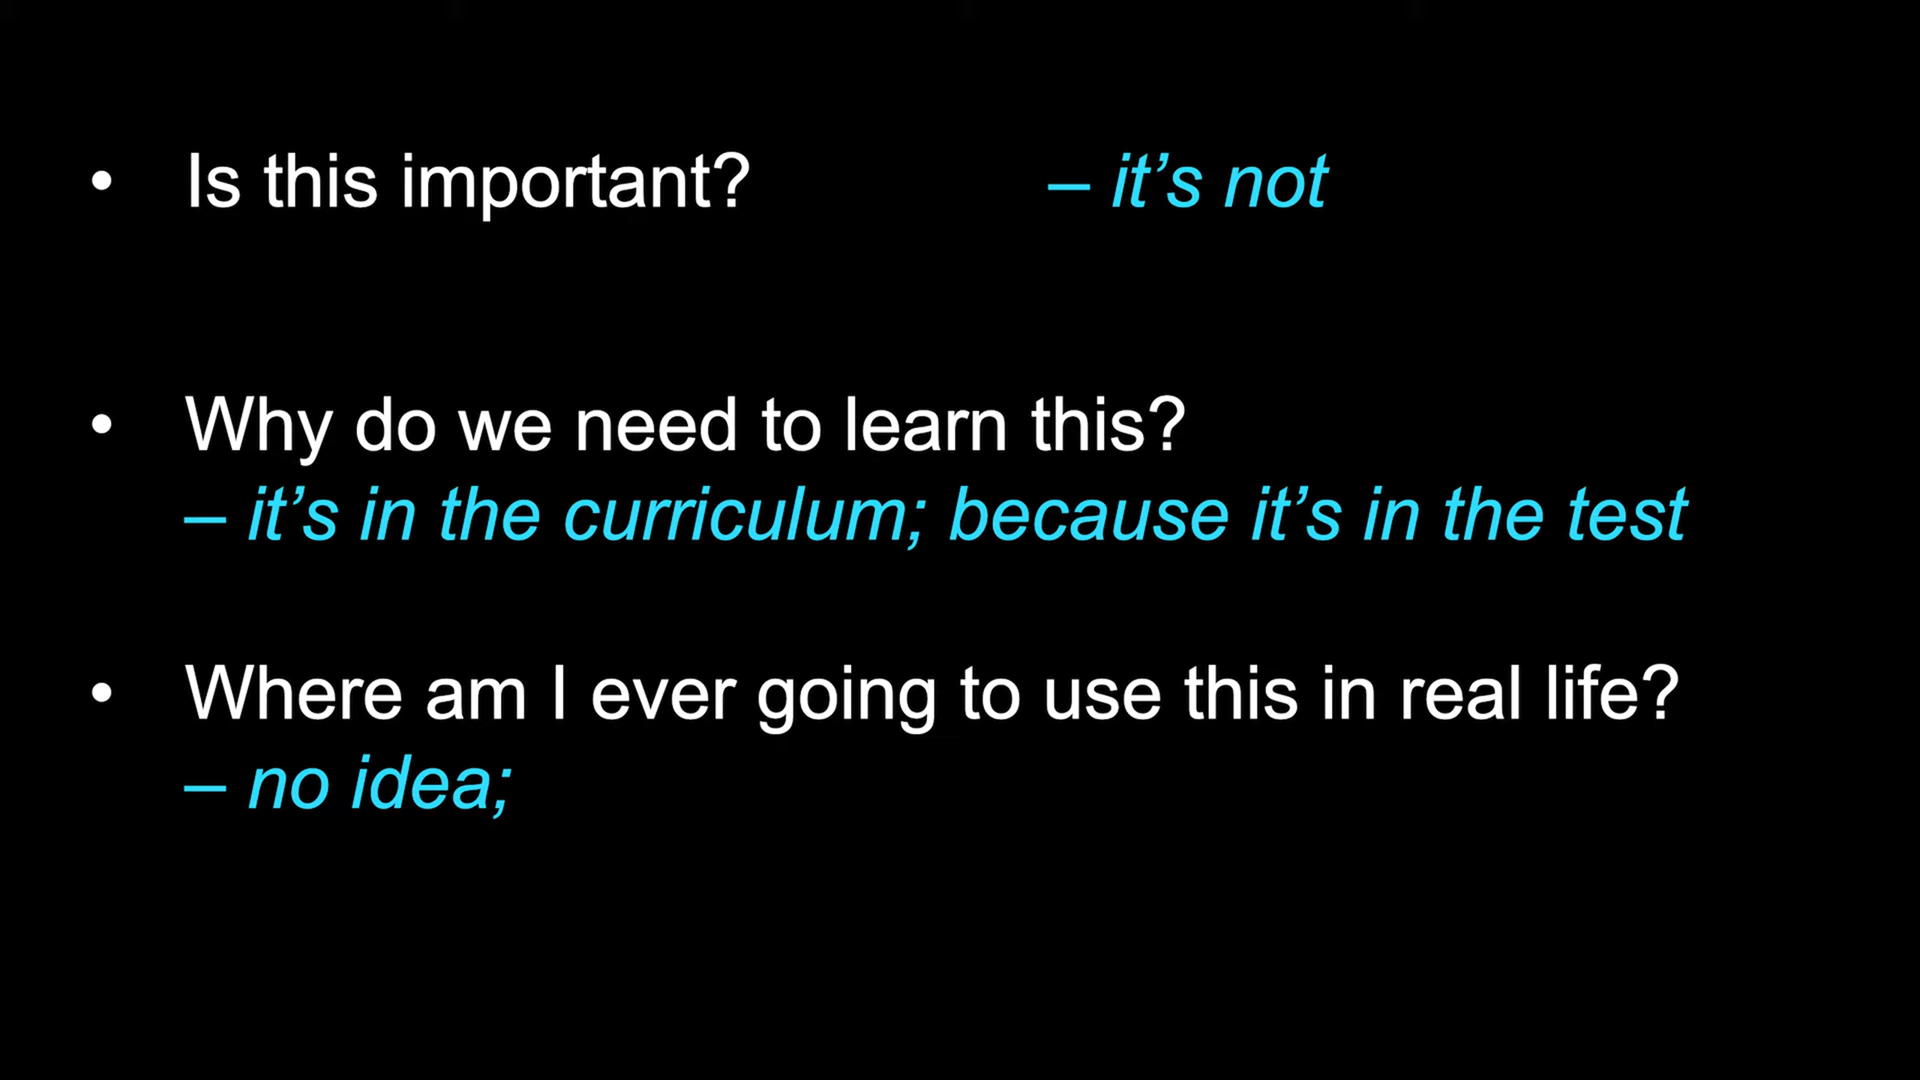 • Is this important? – it’s not
• Why do we need to learn this?
– it’s in the curriculum; because it’s in the test
• Where am I ever going to use this in real life?
– no idea;